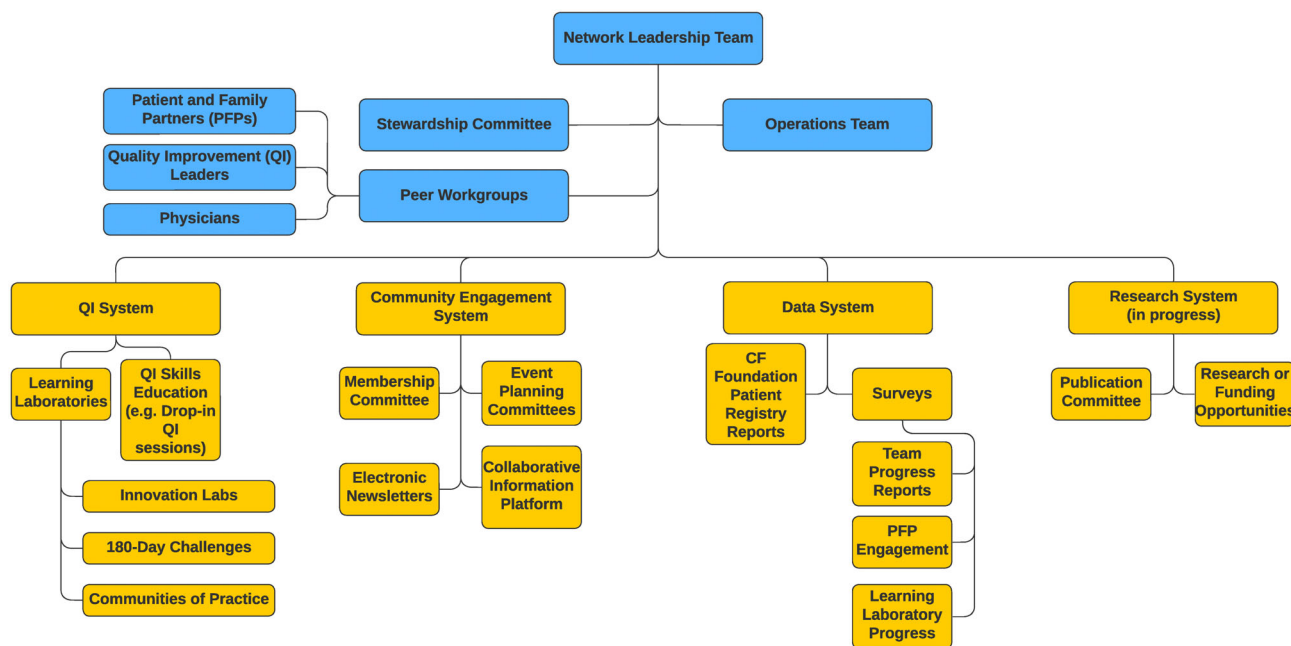 Network Leadership Team
Patient and Family
Partners (PFPs)
Stewardship Committee
Operations Team
Quality Improvement (QI)
Leaders
Peer Workgroups
Physicians
QI System
Community Engagement
System
Data System
Research System
(in progress)
Learning
Laboratories
QI Skills
Education
(e.g. Drop-in
QI
sessions)
Innovation Labs
180-Day Challenges
Communities of Practice
Membership
Committee
Event
Planning
Committees
Electronic
Newsletters
Collaborative
Information
Platform
CF
Foundation
Patient
Registry
Reports
Surveys
Team
Progress
Reports
PFP
Engagement
Learning
Laboratory
Progress
Publication
Committee
Research or
Funding
Opportunities